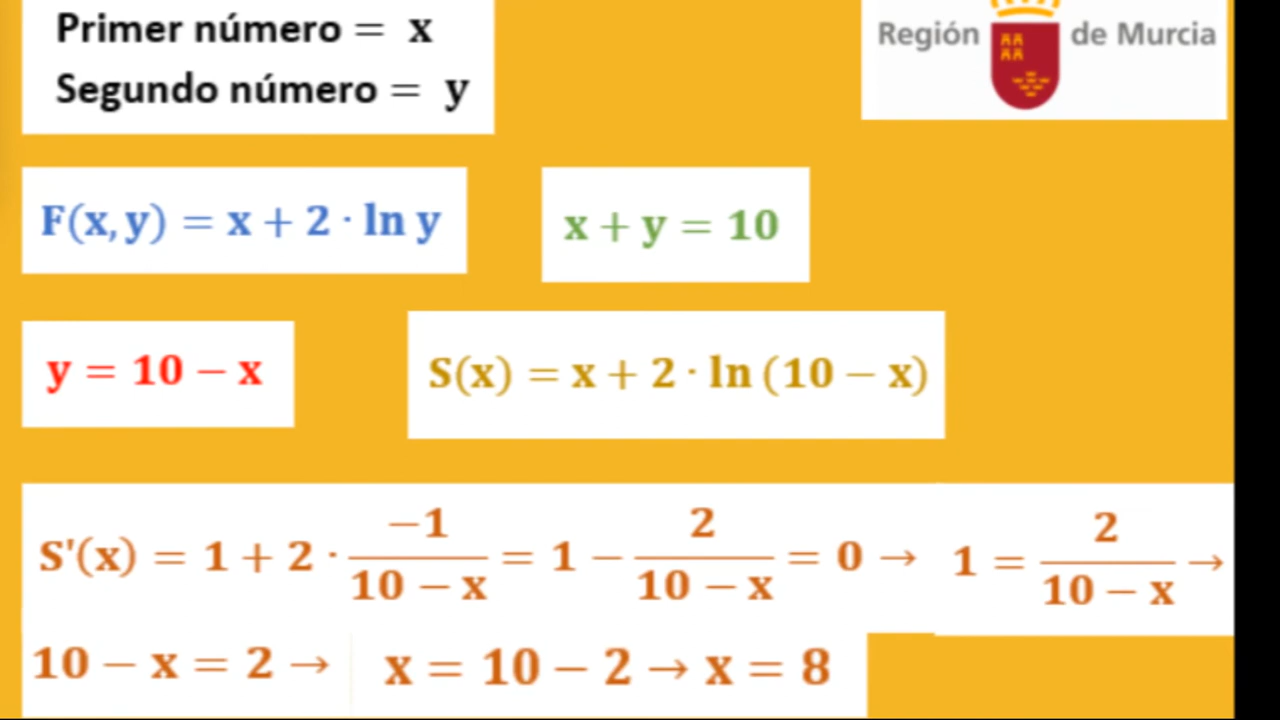 Primer número = x
Segundo número = y
Región de Murcia
F(x, y) = x + 2 · ln y
x + y = 10
y = 10 − x
S(x) = x + 2 · ln (10 − x)
S'(x) = 1 + 2 · −1/(10 − x) = 1 − 2/(10 − x) = 0 → 1 = 2/(10 − x) →
10 − x = 2 → x = 10 − 2 → x = 8